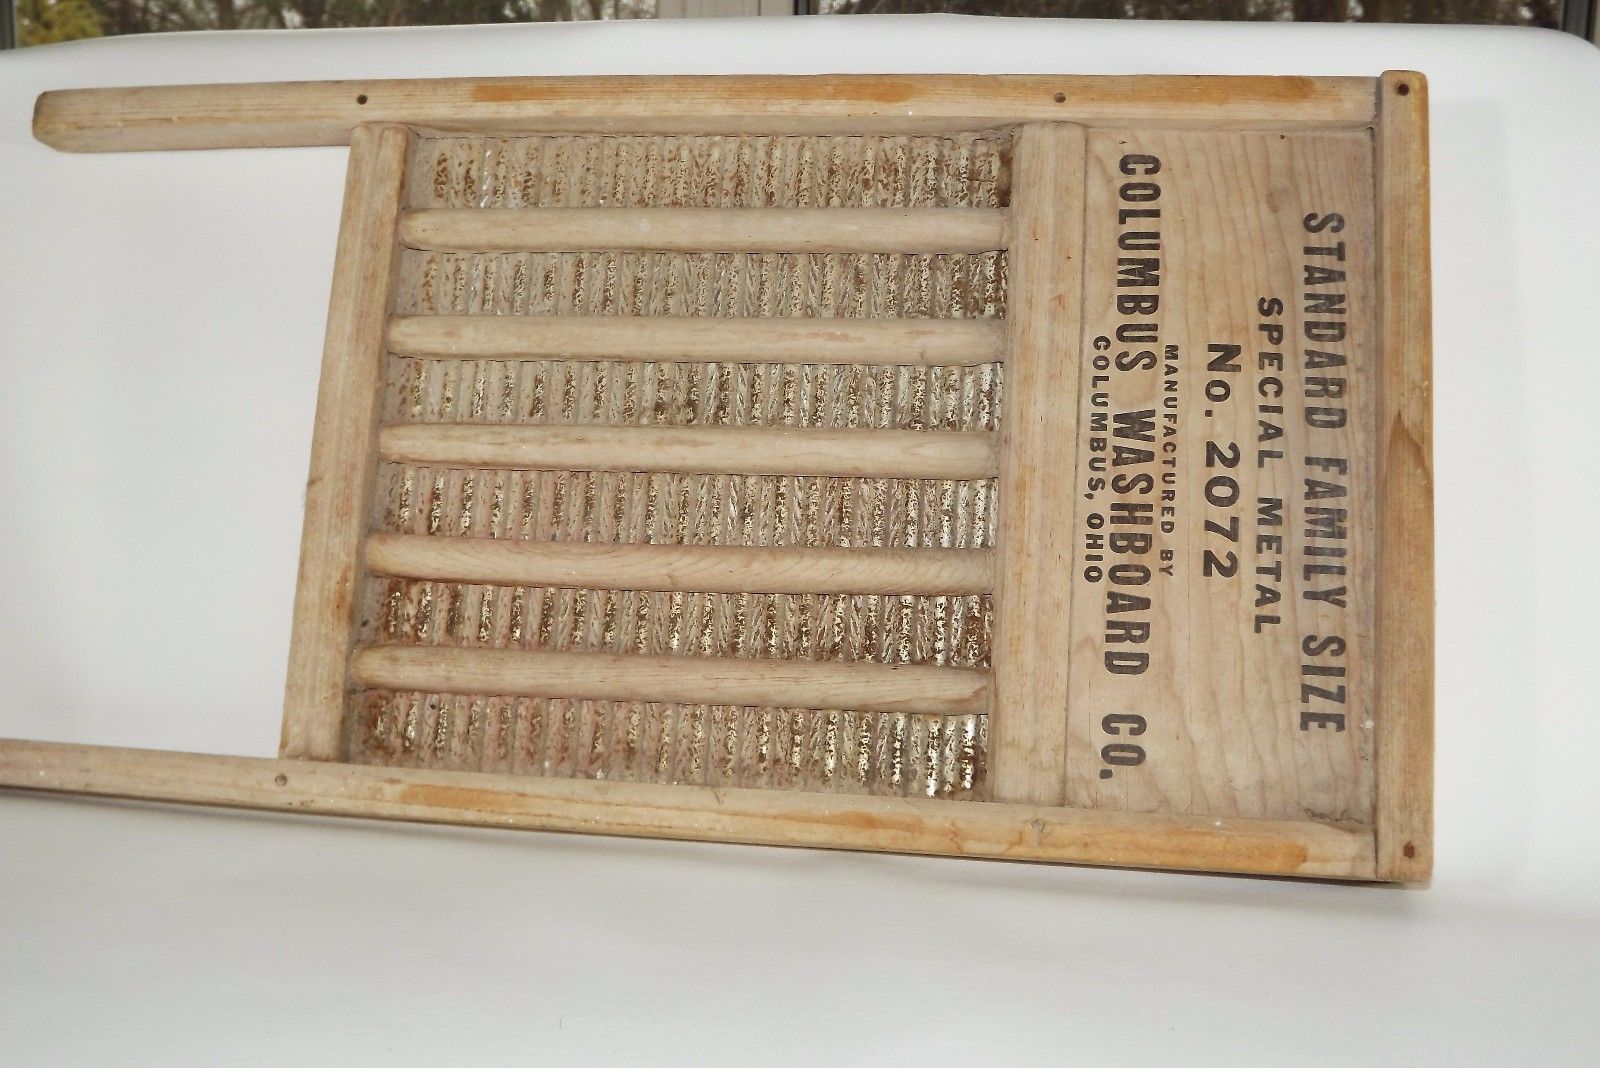 STANDARD FAMILY SIZE
SPECIAL METAL
No. 2072
MANUFACTURED BY
COLUMBUS WASHBOARD CO.
COLUMBUS, OHIO